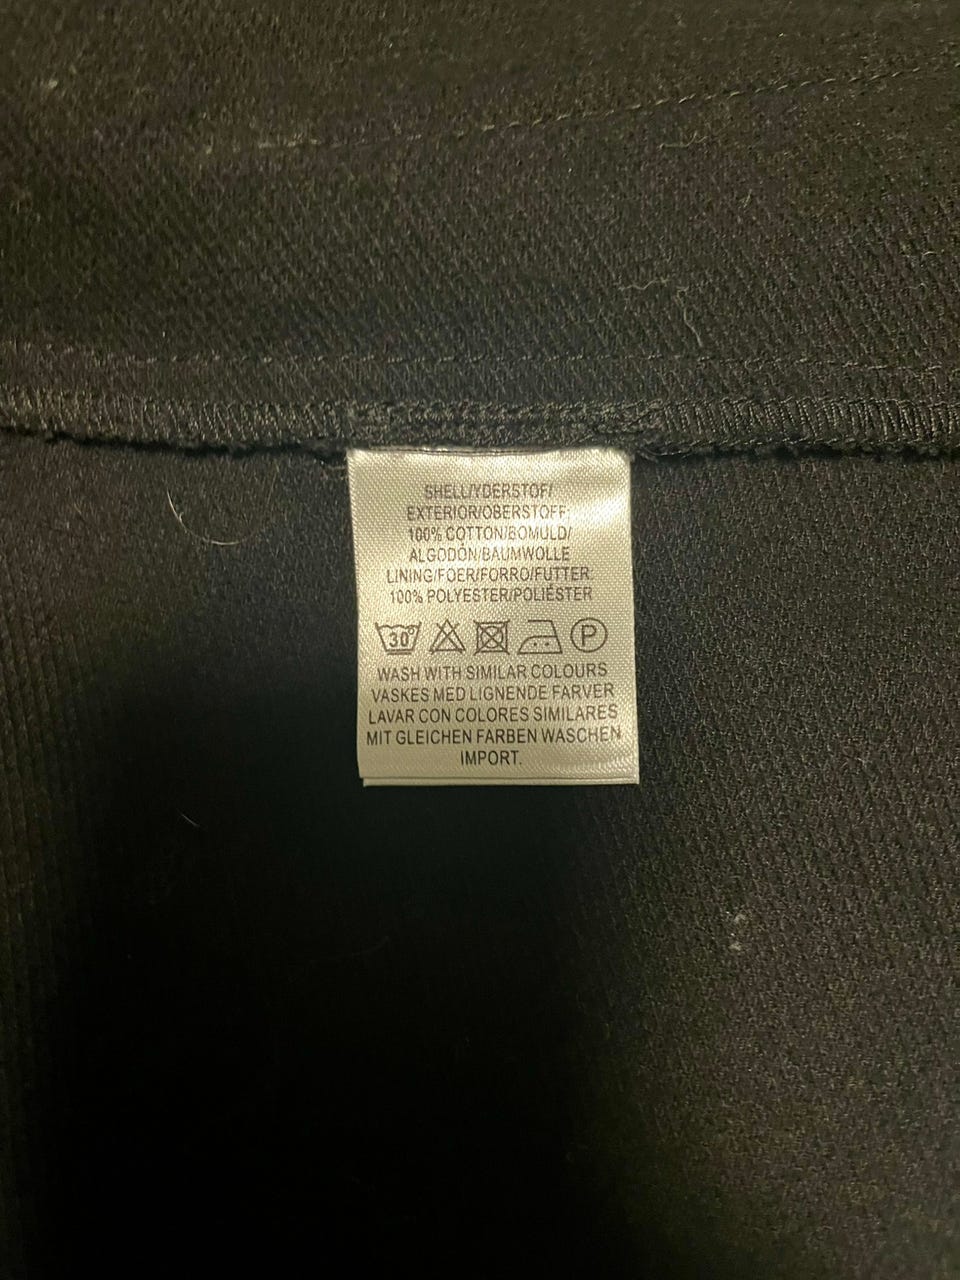 SHELL/YDERSTOF/
EXTERIOR/OBERSTOFF:
100% COTTON/BOMULD/
ALGODÓN/BAUMWOLLE
LINING/FOER/FORRO/FUTTER:
100% POLYESTER/POLIÉSTER
30° P
WASH WITH SIMILAR COLOURS
VASKES MED LIGNENDE FARVER
LAVAR CON COLORES SIMILARES
MIT GLEICHEN FARBEN WASCHEN
IMPORT.